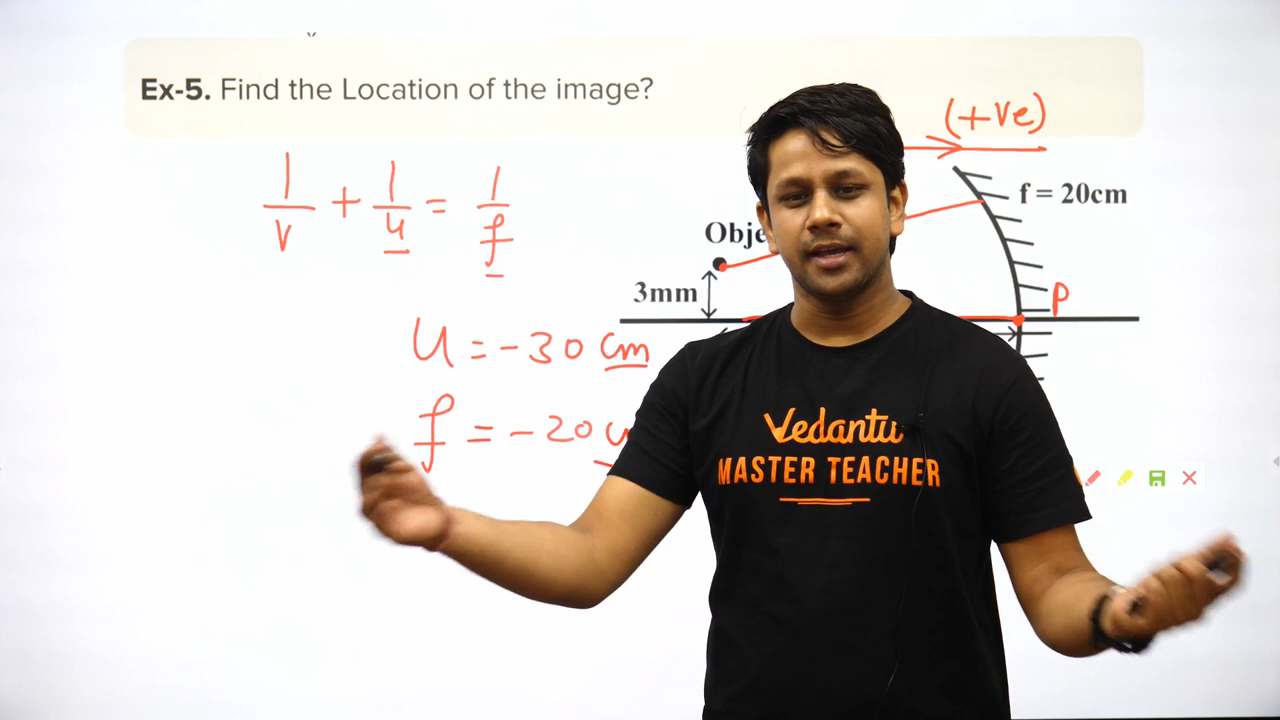 Ex-5. Find the Location of the image?
(+ve)
1/v + 1/u = 1/f
f = 20cm
3mm
P
u = -30 cm
f = -20
Vedantu
MASTER TEACHER